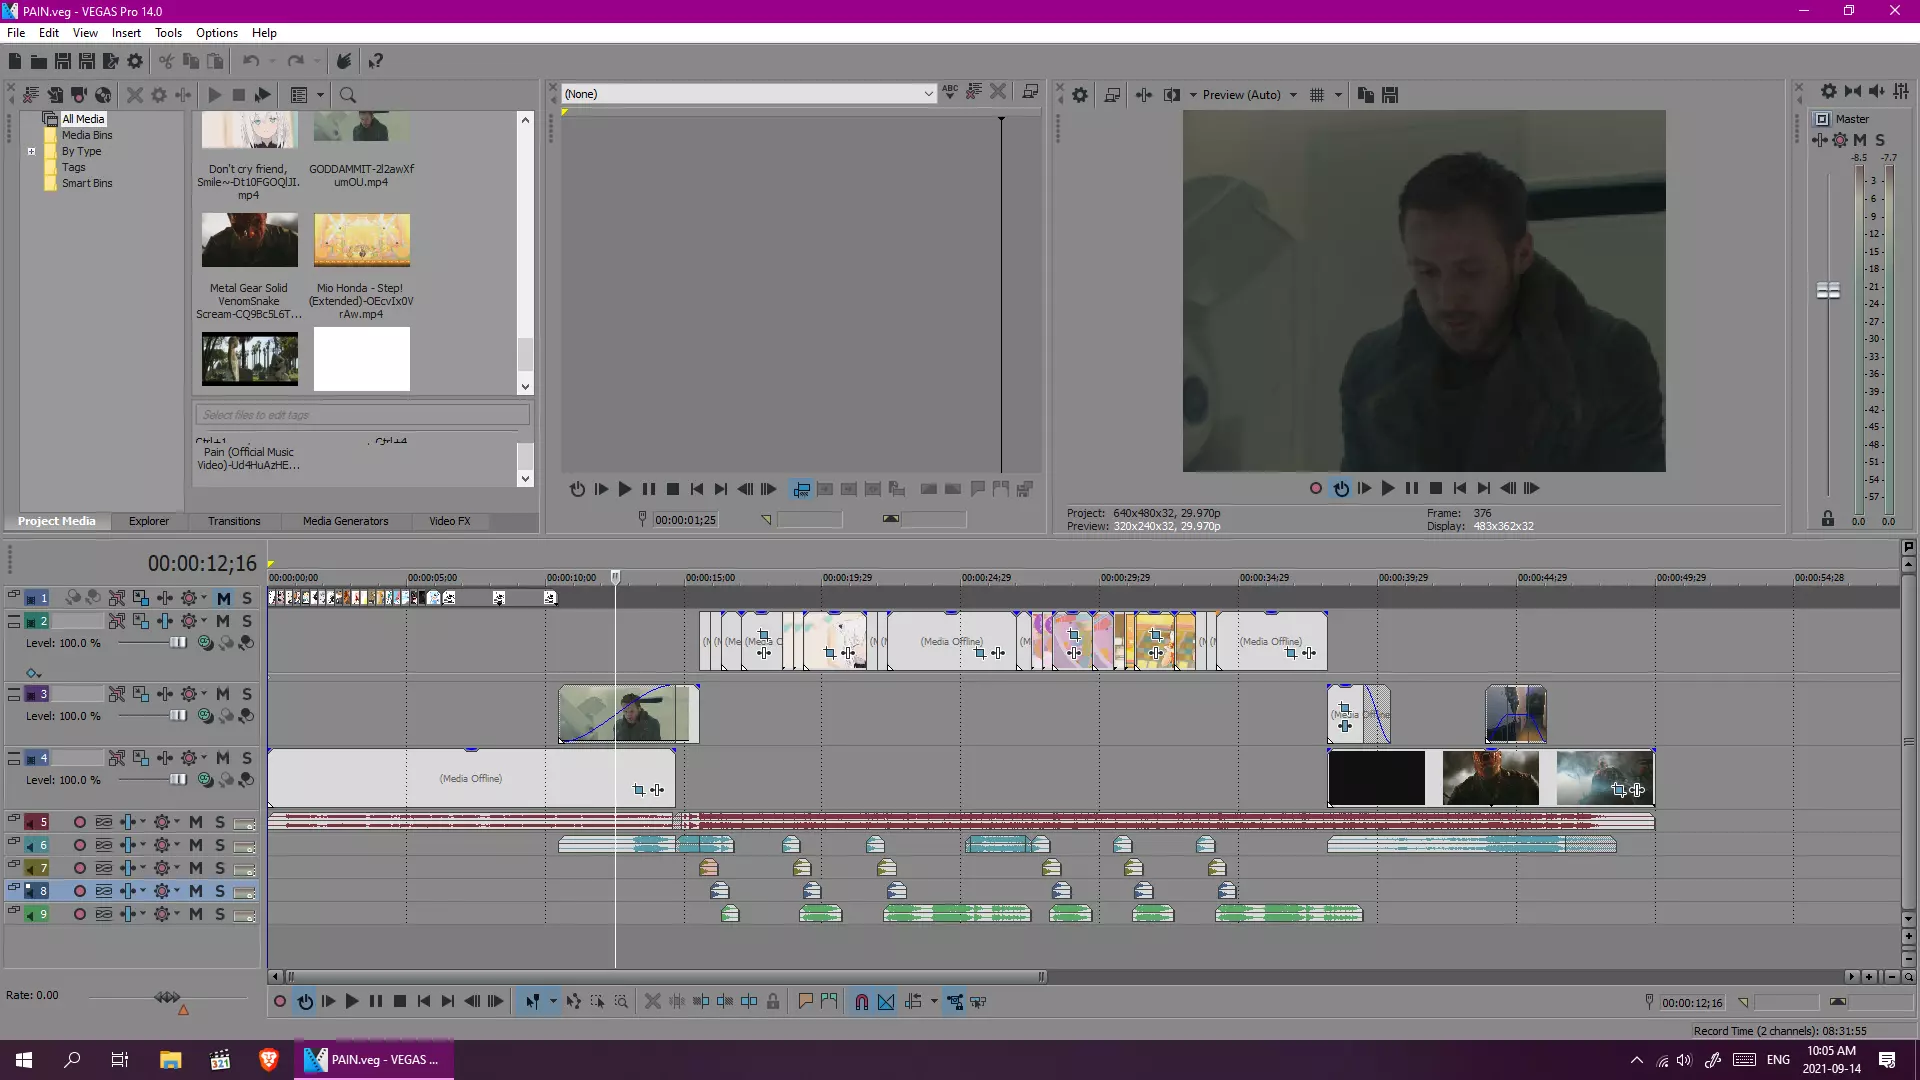 PAIN.veg - VEGAS Pro 14.0
File Edit View Insert Tools Options Help
(None)
Preview (Auto)
Master
M S
-8.5 -7.7
All Media
Media Bins
By Type
Tags
Smart Bins
Don't cry friend,
Smile~-Dt10FGOQlJI.
mp4
GODDAMMIT-2l2awXf
umOU.mp4
Metal Gear Solid
VenomSnake
Scream-CQ9Bc5L6T...
Mio Honda - Step!
(Extended)-OEcvIx0V
rAw.mp4
Select files to edit tags
Ctrl+1 Ctrl+4
Pain (Official Music
Video)-Ud4HuAzHE...
Project Media Explorer Transitions Media Generators Video FX
00:00:01;25
Project: 640x480x32, 29.970p
Preview: 320x240x32, 29.970p
Frame: 376
Display: 483x362x32
- 3 -
- 6 -
- 9 -
-12-
-15-
-18-
-21-
-24-
-27-
-30-
-33-
-36-
-39-
-42-
-45-
-48-
-51-
-54-
-57-
0.0 0.0
00:00:12;16
00:00:00;00 00:00:05;00 00:00:10;00 00:00:15;00 00:00:19;29 00:00:24;29 00:00:29;29 00:00:34;29 00:00:39;29 00:00:44;29 00:00:49;29 00:00:54;28
1 M S
2 M S
Level: 100.0 %
(Media Offline)
(Media Offline)
3 M S
Level: 100.0 %
(Media Offline
4 M S
Level: 100.0 %
(Media Offline)
5 M S
6 M S
7 M S
8 M S
9 M S
Rate: 0.00
00:00:12;16
Record Time (2 channels): 08:31:55
PAIN.veg - VEGAS ...
ENG
10:05 AM
2021-09-14